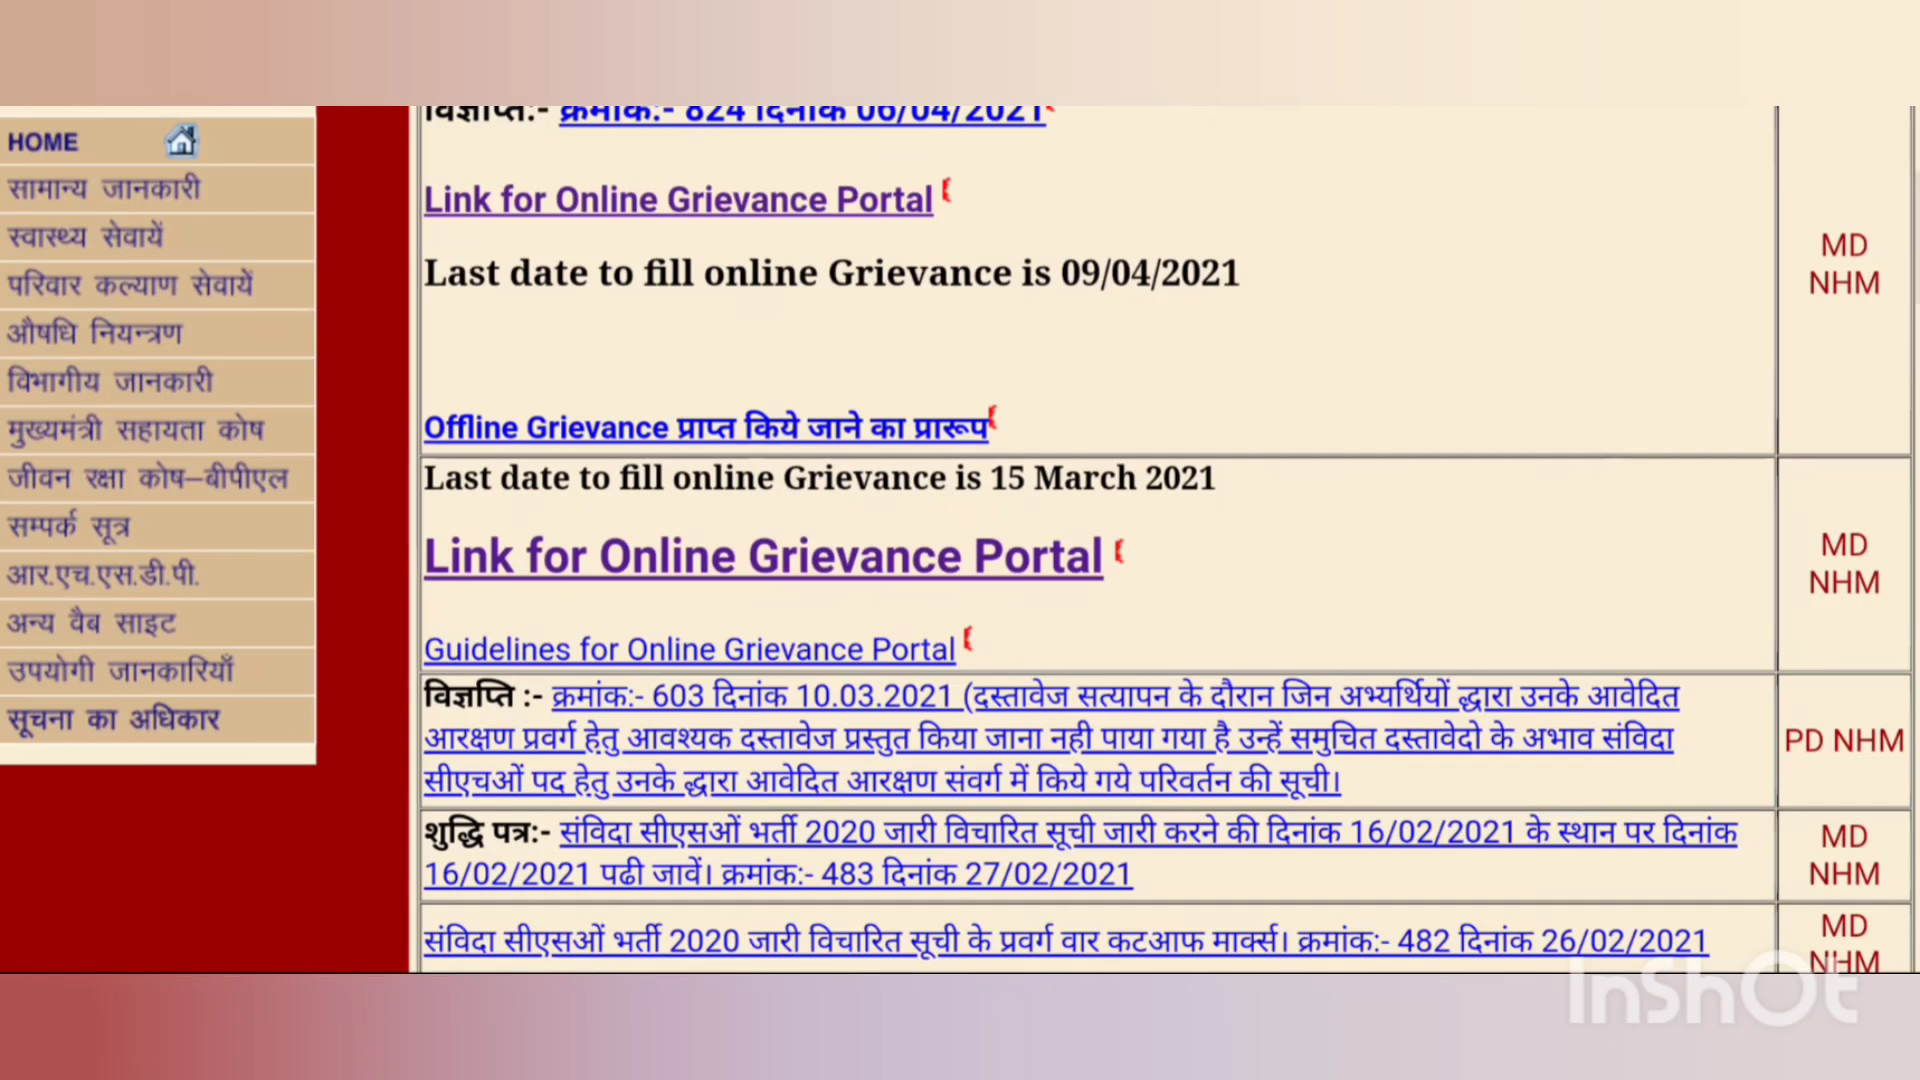 HOME
सामान्य जानकारी
स्वास्थ्य सेवायें
परिवार कल्याण सेवायें
औषधि नियन्त्रण
विभागीय जानकारी
मुख्यमंत्री सहायता कोष
जीवन रक्षा कोष–बीपीएल
सम्पर्क सूत्र
आर.एच.एस.डी.पी.
अन्य वैब साइट
उपयोगी जानकारियाँ
सूचना का अधिकार
विज्ञप्ति:- क्रमांक:- 824 दिनांक 06/04/2021
Link for Online Grievance Portal
Last date to fill online Grievance is 09/04/2021
Offline Grievance प्राप्त किये जाने का प्रारूप
MD
NHM
Last date to fill online Grievance is 15 March 2021
Link for Online Grievance Portal
Guidelines for Online Grievance Portal
MD
NHM
विज्ञप्ति :- क्रमांक:- 603 दिनांक 10.03.2021 (दस्तावेज सत्यापन के दौरान जिन अभ्यर्थियों द्धारा उनके आवेदित
आरक्षण प्रवर्ग हेतु आवश्यक दस्तावेज प्रस्तुत किया जाना नही पाया गया है उन्हें समुचित दस्तावेदो के अभाव संविदा
सीएचओं पद हेतु उनके द्धारा आवेदित आरक्षण संवर्ग में किये गये परिवर्तन की सूची।
PD NHM
शुद्धि पत्र:- संविदा सीएसओं भर्ती 2020 जारी विचारित सूची जारी करने की दिनांक 16/02/2021 के स्थान पर दिनांक
16/02/2021 पढी जावें। क्रमांक:- 483 दिनांक 27/02/2021
MD
NHM
संविदा सीएसओं भर्ती 2020 जारी विचारित सूची के प्रवर्ग वार कटआफ मार्क्स। क्रमांक:- 482 दिनांक 26/02/2021
MD
NHM
InShOt